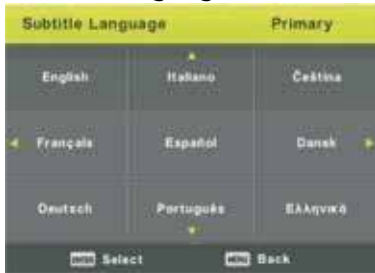 Subtitle Language Primary
English Italiano Čeština
Français Español Dansk
Deutsch Português Ελληνικά
Select Back